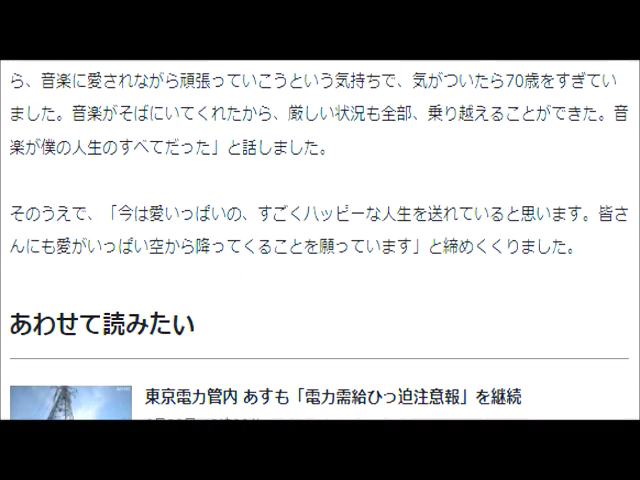 ら、音楽に愛されながら頑張っていこうという気持ちで、気がついたら70歳をすぎてい
ました。音楽がそばにいてくれたから、厳しい状況も全部、乗り越えることができた。音
楽が僕の人生のすべてだった」と話しました。
そのうえで、「今は愛いっぱいの、すごくハッピーな人生を送れていると思います。皆さ
んにも愛がいっぱい空から降ってくることを願っています」と締めくくりました。
あわせて読みたい
東京電力管内 あすも「電力需給ひっ迫注意報」を継続